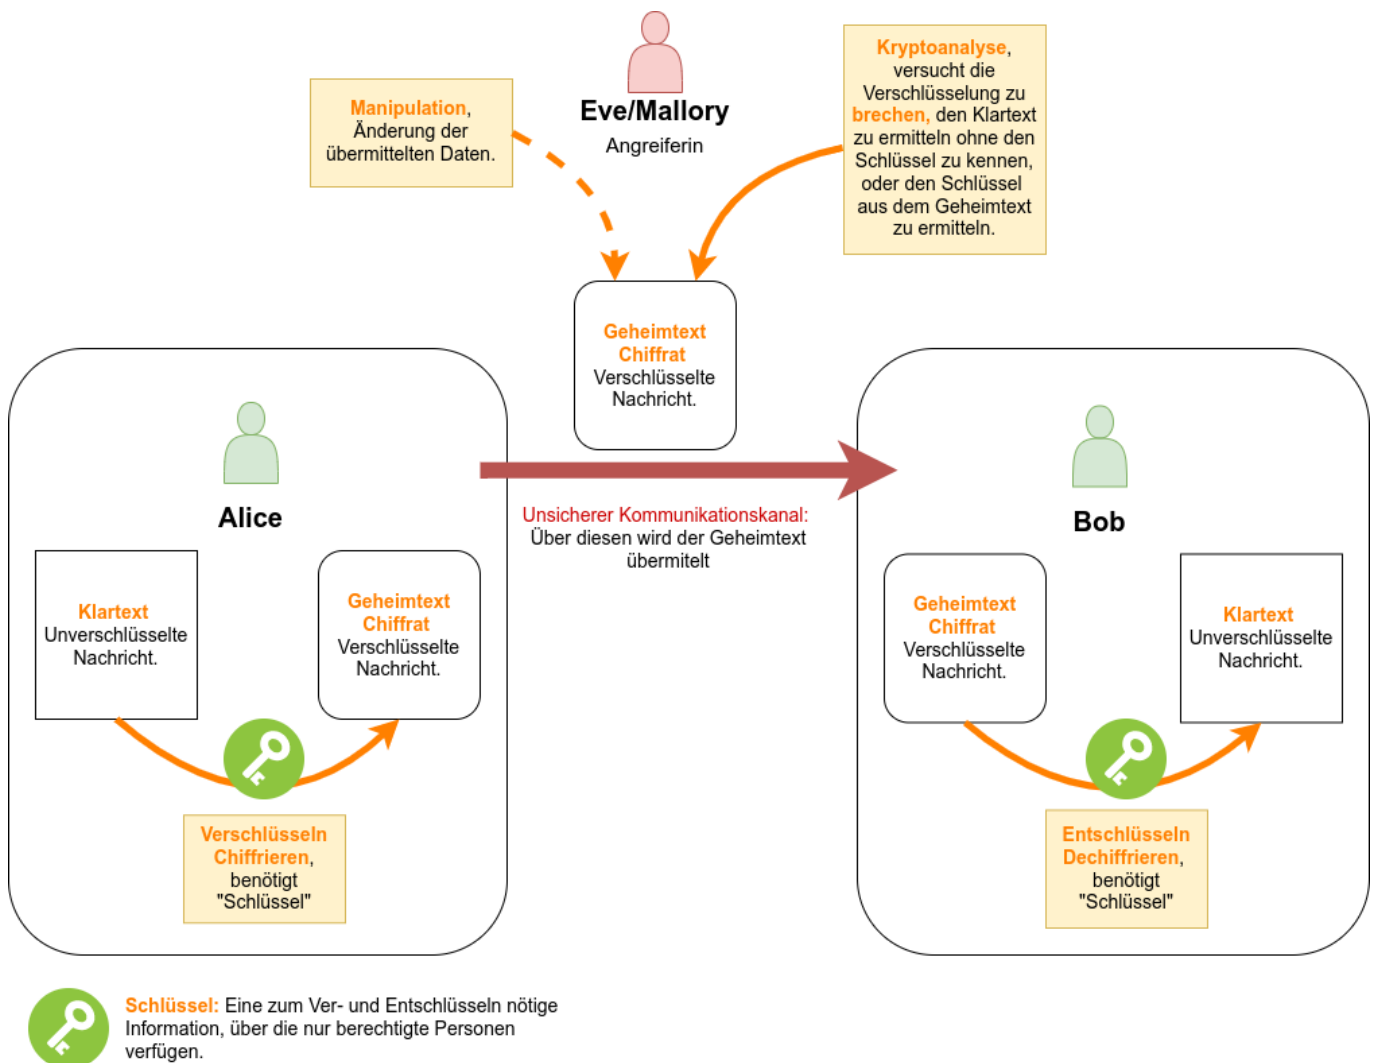 Eve/Mallory
Angreiferin
Manipulation,
Änderung der
übermittelten Daten.
Kryptoanalyse,
versucht die
Verschlüsselung zu
brechen, den Klartext
zu ermitteln ohne den
Schlüssel zu kennen,
oder den Schlüssel
aus dem Geheimtext
zu ermitteln.
Geheimtext
Chiffrat
Verschlüsselte
Nachricht.
Unsicherer Kommunikationskanal:
Über diesen wird der Geheimtext
übermitelt
Alice
Klartext
Unverschlüsselte
Nachricht.
Geheimtext
Chiffrat
Verschlüsselte
Nachricht.
Verschlüsseln
Chiffrieren,
benötigt
"Schlüssel"
Bob
Geheimtext
Chiffrat
Verschlüsselte
Nachricht.
Klartext
Unverschlüsselte
Nachricht.
Entschlüsseln
Dechiffrieren,
benötigt
"Schlüssel"
Schlüssel: Eine zum Ver- und Entschlüsseln nötige
Information, über die nur berechtigte Personen
verfügen.